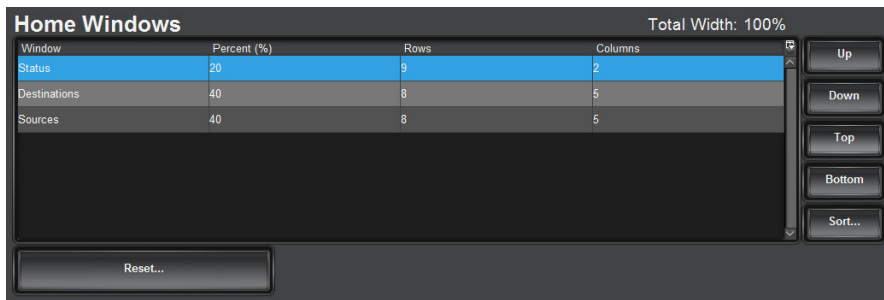 Home Windows Total Width: 100%
Window Percent (%) Rows Columns
Status 20 9 2
Destinations 40 8 5
Sources 40 8 5
Up
Down
Top
Bottom
Sort...
Reset...